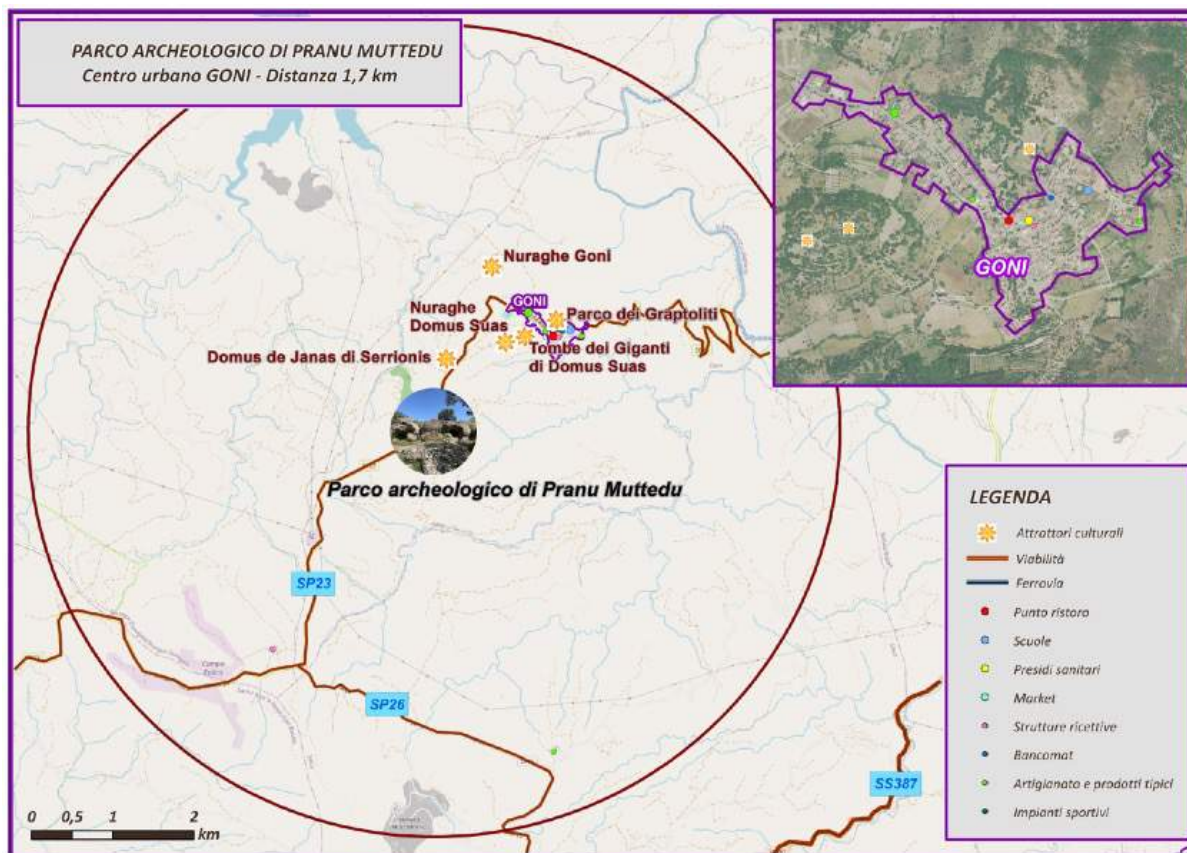 PARCO ARCHEOLOGICO DI PRANU MUTTEDU
Centro urbano GONI - Distanza 1,7 km
GONI
Nuraghe Goni
GONI
Nuraghe
Domus Suas
Parco dei Graptoliti
Domus de Janas di Serrionis
Tombe dei Giganti
di Domus Suas
Parco archeologico di Pranu Muttedu
SP23
SP26
SS387
LEGENDA
Attrattori culturali
Viabilità
Ferrovia
Punto ristoro
Scuole
Presidi sanitari
Market
Strutture ricettive
Bancomat
Artigianato e prodotti tipici
Impianti sportivi
0 0,5 1 2
km